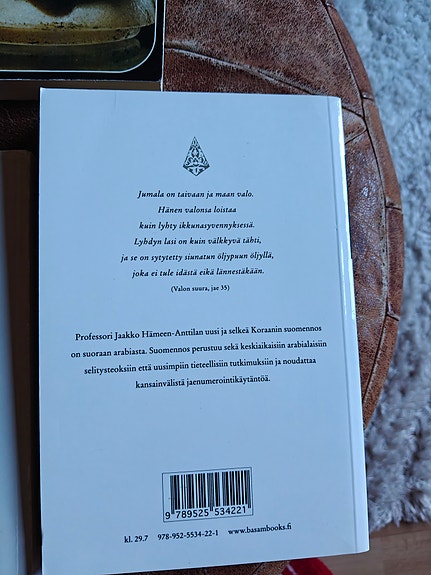 Jumala on taivaan ja maan valo.
Hänen valonsa loistaa
kuin lyhty ikkunasyvennyksessä.
Lyhdyn lasi on kuin välkkyvä tähti,
ja se on sytytetty siunatun öljypuun öljyllä,
joka ei tule idästä eikä lännestäkään.
(Valon suura, jae 35)
Professori Jaakko Hämeen-Anttilan uusi ja selkeä Koraanin suomennos
on suoraan arabiasta. Suomennos perustuu sekä keskiaikaisiin arabialaisiin
selitysteoksiin että uusimpiin tieteellisiin tutkimuksiin ja noudattaa
kansainvälistä jaenumerointikäytäntöä.
9 789525 534221
kl. 29.7 978-952-5534-22-1 www.basambooks.fi